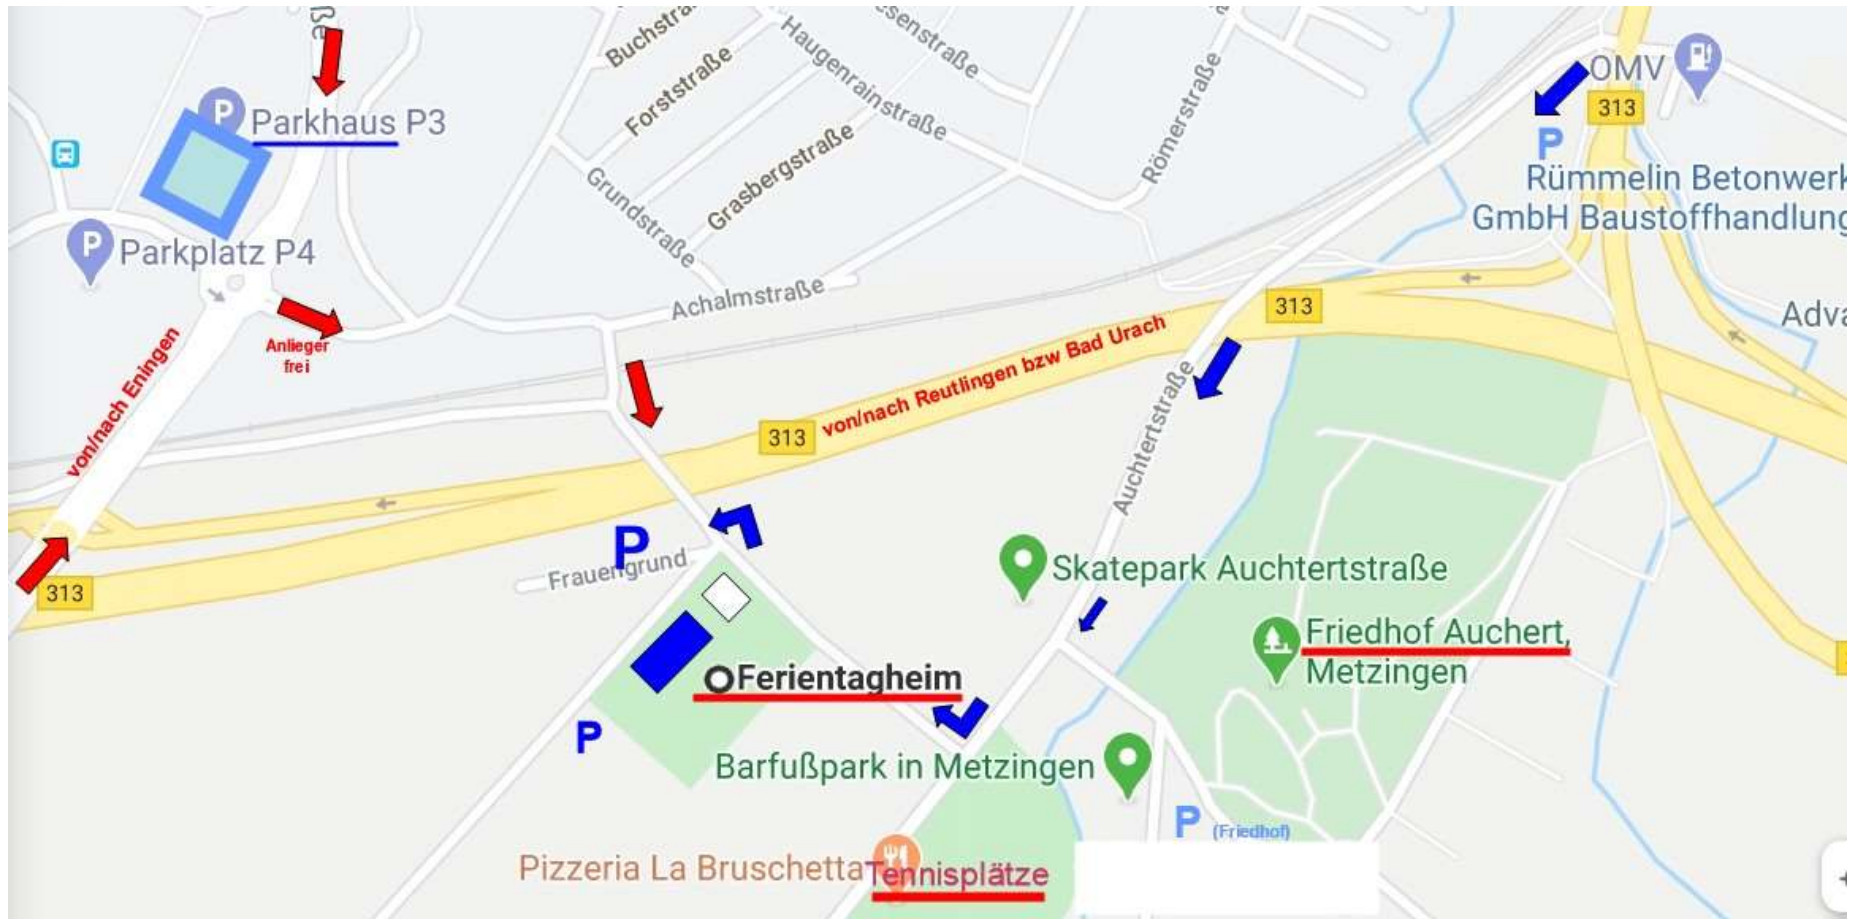 Buchstra
Forststraße
Haugenrainstraße
Römerstraße
OMV
313
P
Parkhaus P3
P
Rümmelin Betonwerk
GmbH Baustoffhandlung
Grasbergstraße
Grundstraße
P
Parkplatz P4
Achalmstraße
313
Anlieger
frei
von/nach Eningen
von/nach Reutlingen bzw Bad Urach
313
Auchtertstraße
P
Frauengrund
313
Skatepark Auchtertstraße
Friedhof Auchert,
Metzingen
Ferientagheim
P
Barfußpark in Metzingen
P (Friedhof)
Pizzeria La Bruschetta
Tennisplätze